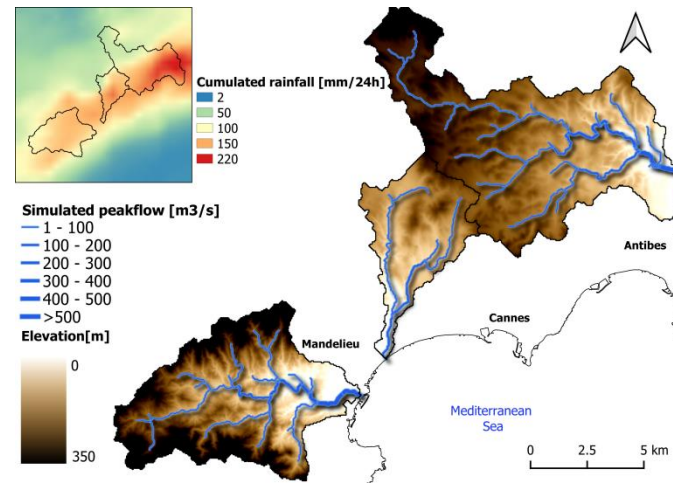 Cumulated rainfall [mm/24h]
2
50
100
150
220
Simulated peakflow [m3/s]
1 - 100
100 - 200
200 - 300
300 - 400
400 - 500
>500
Elevation[m]
0
350
Antibes
Cannes
Mandelieu
Mediterranean
Sea
0 2.5 5 km